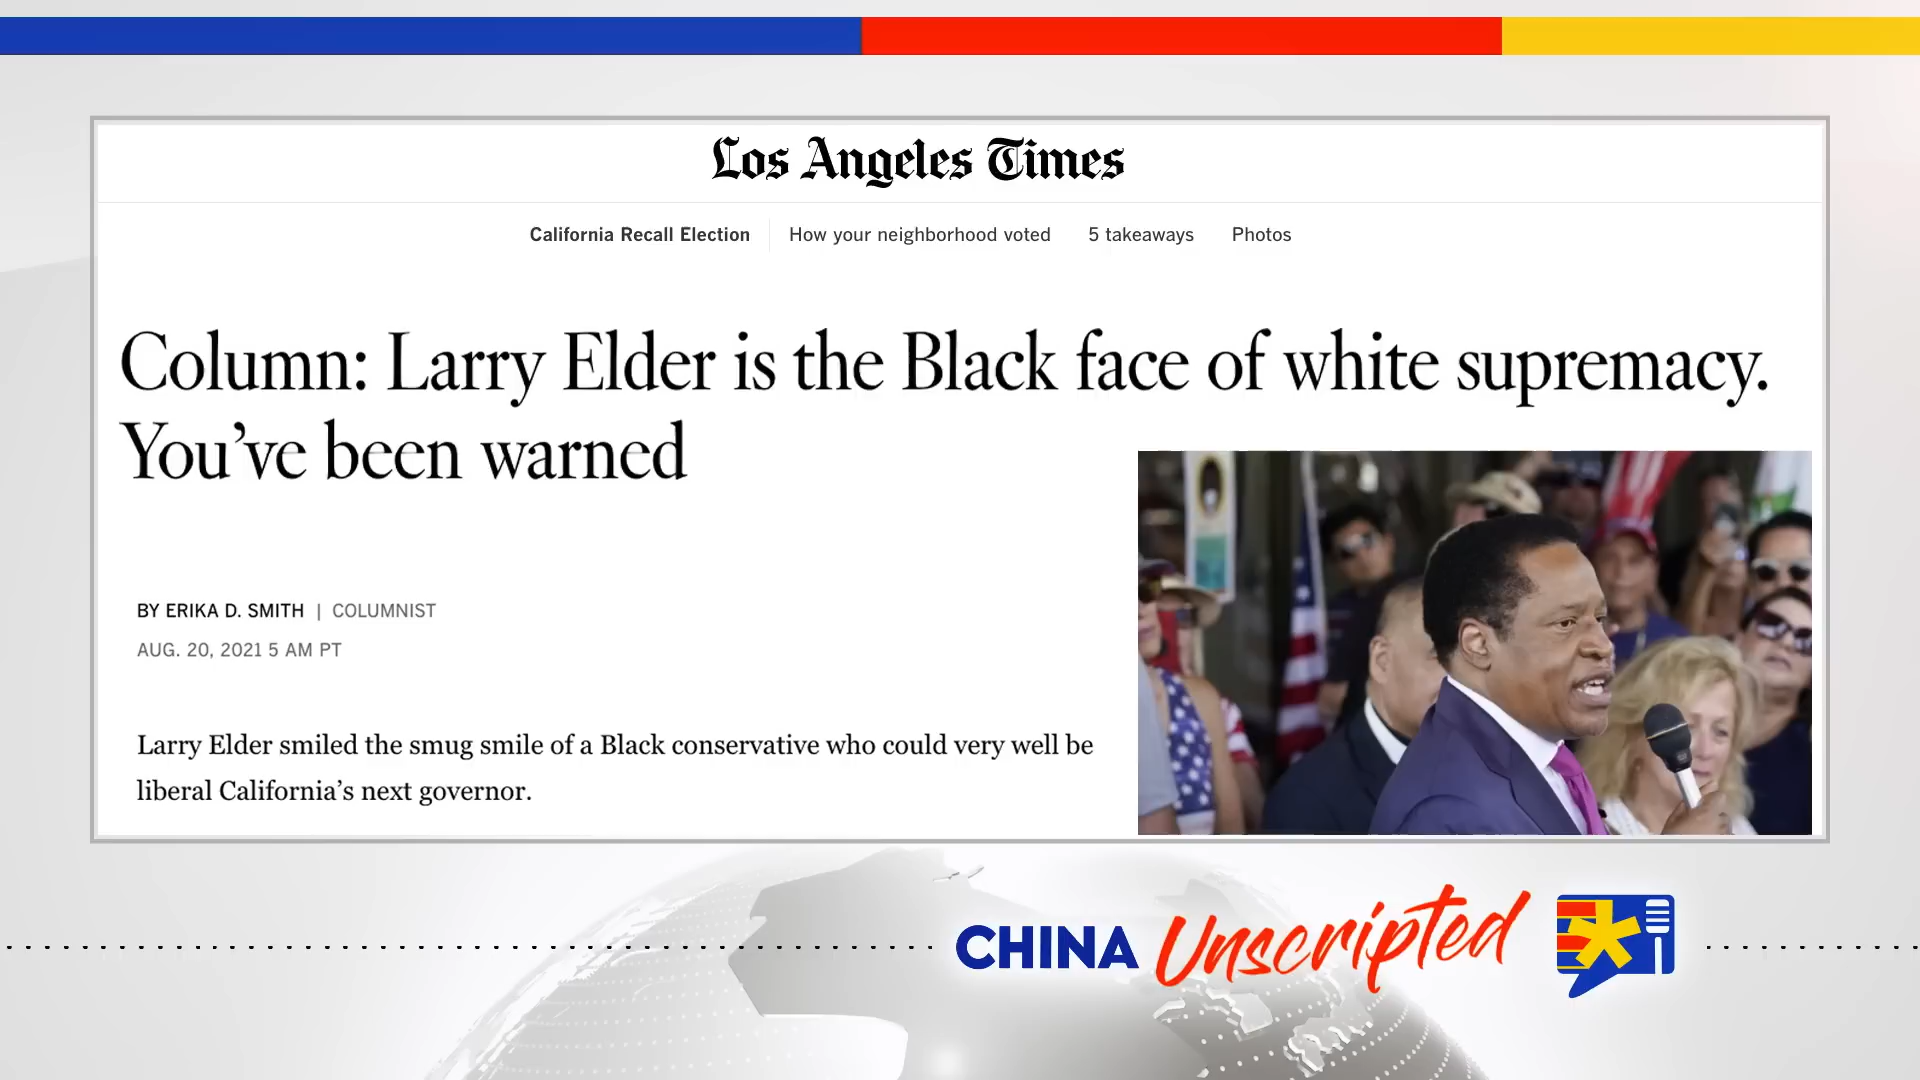 Los Angeles Times
California Recall Election How your neighborhood voted 5 takeaways Photos
Column: Larry Elder is the Black face of white supremacy.
You’ve been warned
BY ERIKA D. SMITH | COLUMNIST
AUG. 20, 2021 5 AM PT
Larry Elder smiled the smug smile of a Black conservative who could very well be
liberal California’s next governor.
CHINA Unscripted